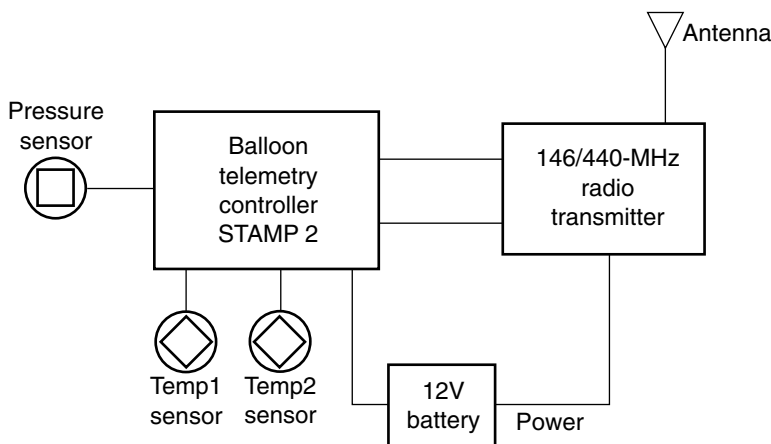 Antenna
Pressure
sensor
Balloon
telemetry
controller
STAMP 2
146/440-MHz
radio
transmitter
Temp1
sensor
Temp2
sensor
12V
battery
Power